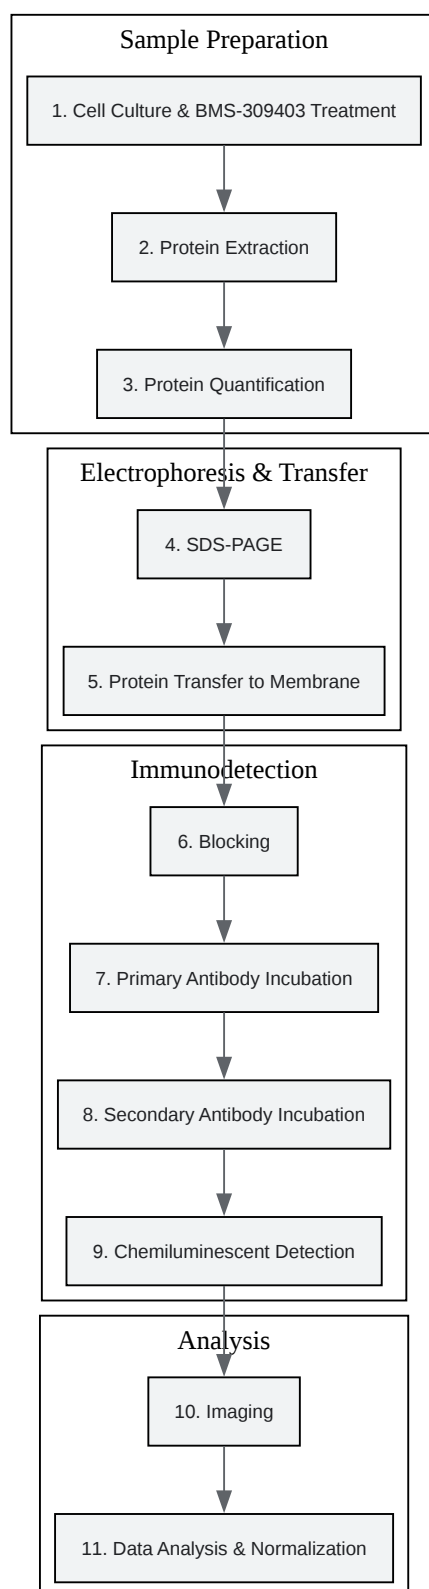 Sample Preparation
1. Cell Culture & BMS-309403 Treatment
2. Protein Extraction
3. Protein Quantification
Electrophoresis & Transfer
4. SDS-PAGE
5. Protein Transfer to Membrane
Immunodetection
6. Blocking
7. Primary Antibody Incubation
8. Secondary Antibody Incubation
9. Chemiluminescent Detection
Analysis
10. Imaging
11. Data Analysis & Normalization